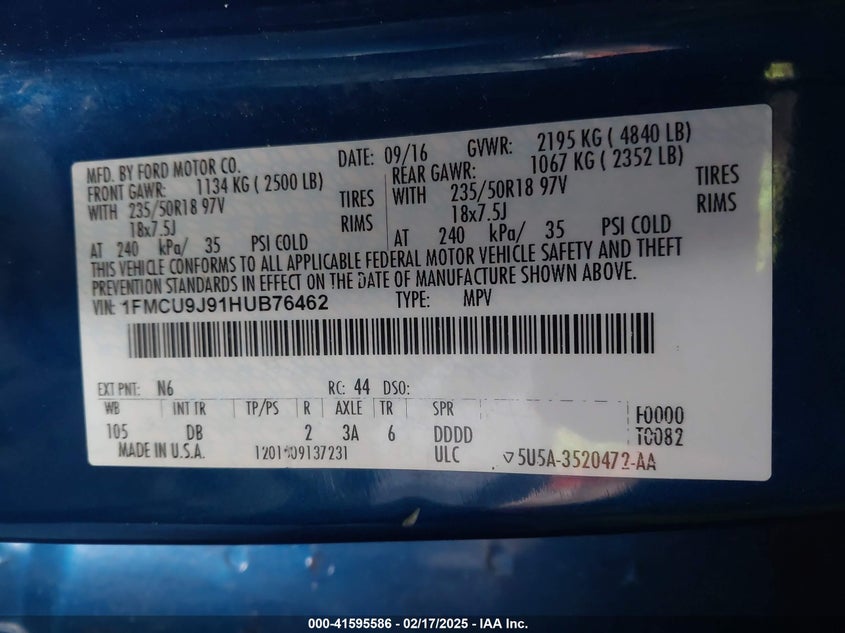 MFD. BY FORD MOTOR CO. DATE: 09/16 GVWR: 2195 KG ( 4840 LB)
FRONT GAWR: 1134 KG ( 2500 LB) REAR GAWR: 1067 KG ( 2352 LB)
WITH 235/50R18 97V TIRES WITH 235/50R18 97V TIRES
18x7.5J RIMS 18x7.5J RIMS
AT 240 kPa/ 35 PSI COLD AT 240 kPa/ 35 PSI COLD
THIS VEHICLE CONFORMS TO ALL APPLICABLE FEDERAL MOTOR VEHICLE SAFETY AND THEFT
PREVENTION STANDARDS IN EFFECT ON THE DATE OF MANUFACTURE SHOWN ABOVE.
VIN: 1FMCU9J91HUB76462 TYPE: MPV
EXT PNT: N6 RC: 44 DSO:
WB INT TR TP/PS R AXLE TR SPR F0000
105 DB 2 3A 6 DDDD T0082
MADE IN U.S.A. ULC 5U5A-3520472-AA
000-41595586 - 02/17/2025 - IAA Inc.